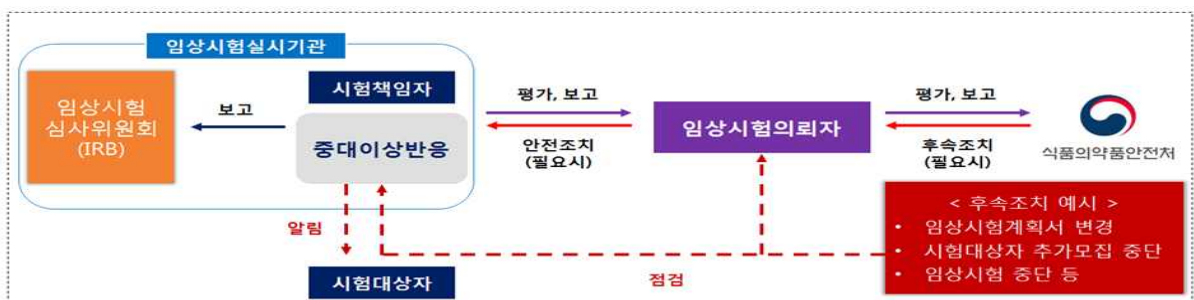 임상시험실시기관
임상시험
심사위원회
(IRB)
보고
시험책임자
중대이상반응
평가, 보고
안전조치
(필요시)
임상시험의뢰자
평가, 보고
후속조치
(필요시)
식품의약품안전처
알림
시험대상자
점검
< 후속조치 예시 >
• 임상시험계획서 변경
• 시험대상자 추가모집 중단
• 임상시험 중단 등